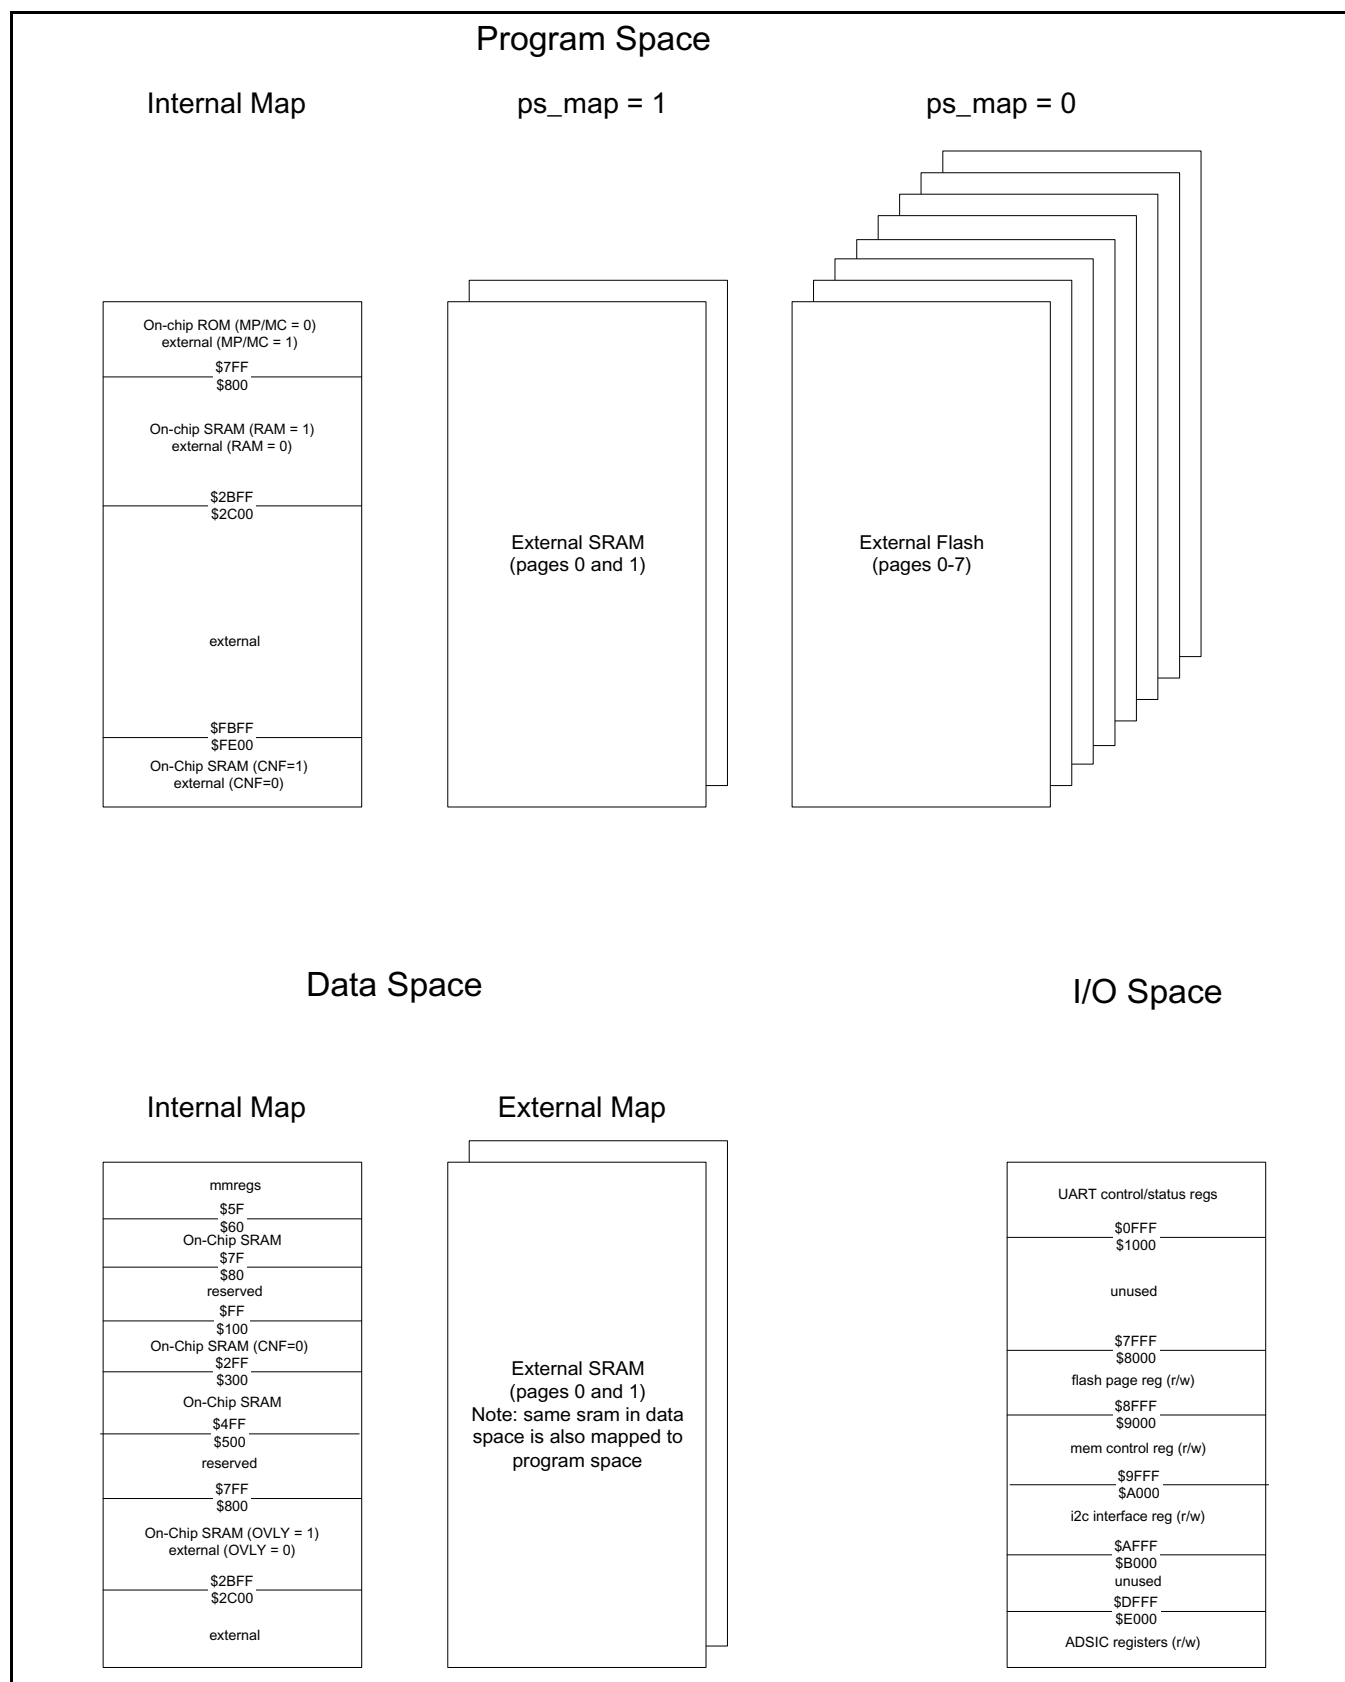 Program Space
Internal Map
ps_map = 1
ps_map = 0
On-chip ROM (MP/MC = 0)
external (MP/MC = 1)
$7FF
$800
On-chip SRAM (RAM = 1)
external (RAM = 0)
$2BFF
$2C00
external
$FBFF
$FE00
On-Chip SRAM (CNF=1)
external (CNF=0)
External SRAM
(pages 0 and 1)
External Flash
(pages 0-7)
Data Space
Internal Map
External Map
mmregs
$5F
$60
On-Chip SRAM
$7F
$80
reserved
$FF
$100
On-Chip SRAM (CNF=0)
$2FF
$300
On-Chip SRAM
$4FF
$500
reserved
$7FF
$800
On-Chip SRAM (OVLY = 1)
external (OVLY = 0)
$2BFF
$2C00
external
External SRAM
(pages 0 and 1)
Note: same sram in data
space is also mapped to
program space
I/O Space
UART control/status regs
$0FFF
$1000
unused
$7FFF
$8000
flash page reg (r/w)
$8FFF
$9000
mem control reg (r/w)
$9FFF
$A000
i2c interface reg (r/w)
$AFFF
$B000
unused
$DFFF
$E000
ADSIC registers (r/w)